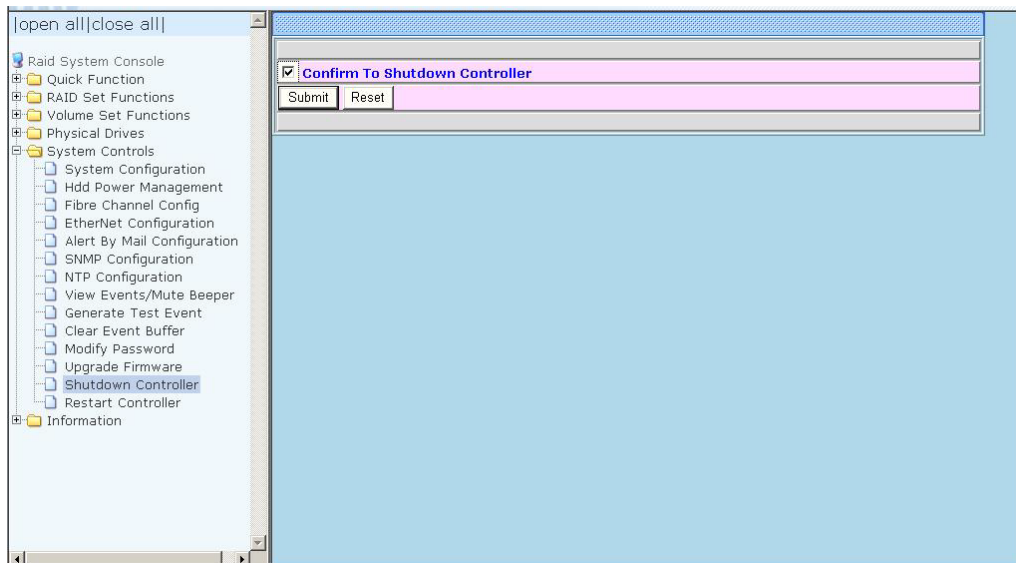 |open all|close all|
Raid System Console
Quick Function
RAID Set Functions
Volume Set Functions
Physical Drives
System Controls
System Configuration
Hdd Power Management
Fibre Channel Config
EtherNet Configuration
Alert By Mail Configuration
SNMP Configuration
NTP Configuration
View Events/Mute Beeper
Generate Test Event
Clear Event Buffer
Modify Password
Upgrade Firmware
Shutdown Controller
Restart Controller
Information
Confirm To Shutdown Controller
Submit Reset